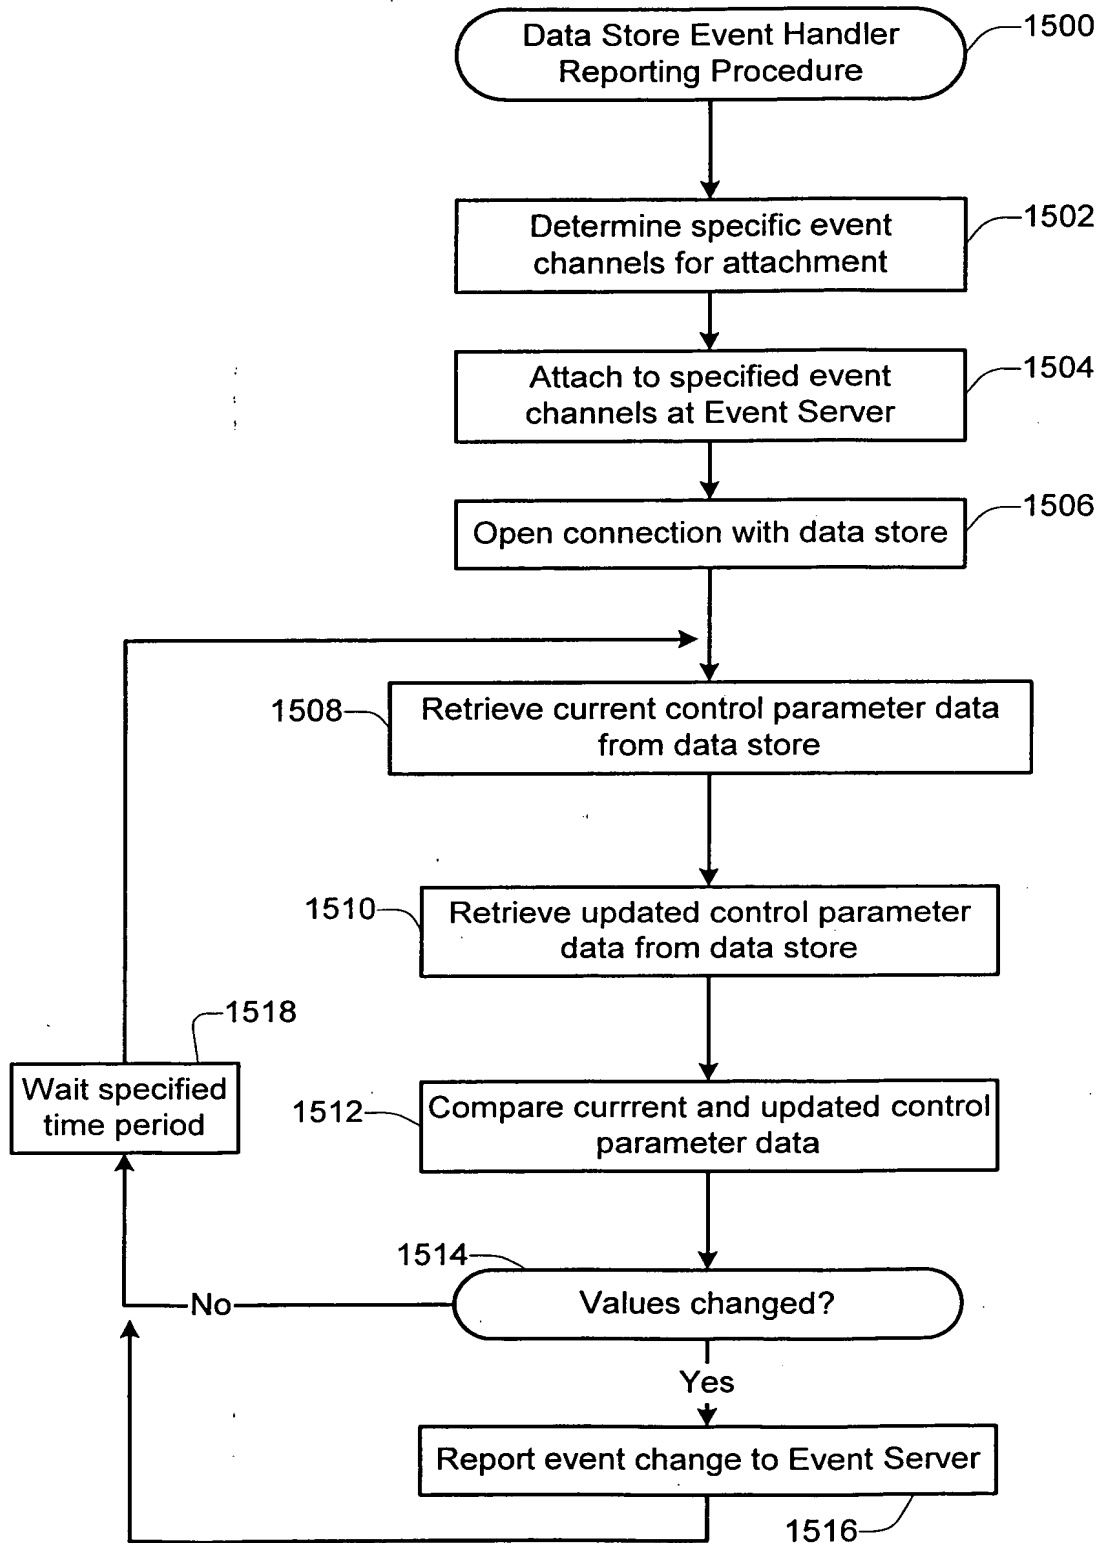 Data Store Event Handler
Reporting Procedure
1500
Determine specific event
channels for attachment
1502
Attach to specified event
channels at Event Server
1504
Open connection with data store
1506
1508
Retrieve current control parameter data
from data store
1510
Retrieve updated control parameter
data from data store
1518
Wait specified
time period
1512
Compare currrent and updated control
parameter data
1514
Values changed?
No
Yes
Report event change to Event Server
1516